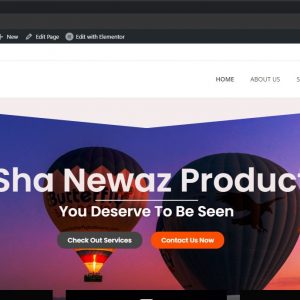 + New Edit Page Edit with Elementor
HOME ABOUT US S
Sha Newaz Product
You Deserve To Be Seen
Check Out Services Contact Us Now